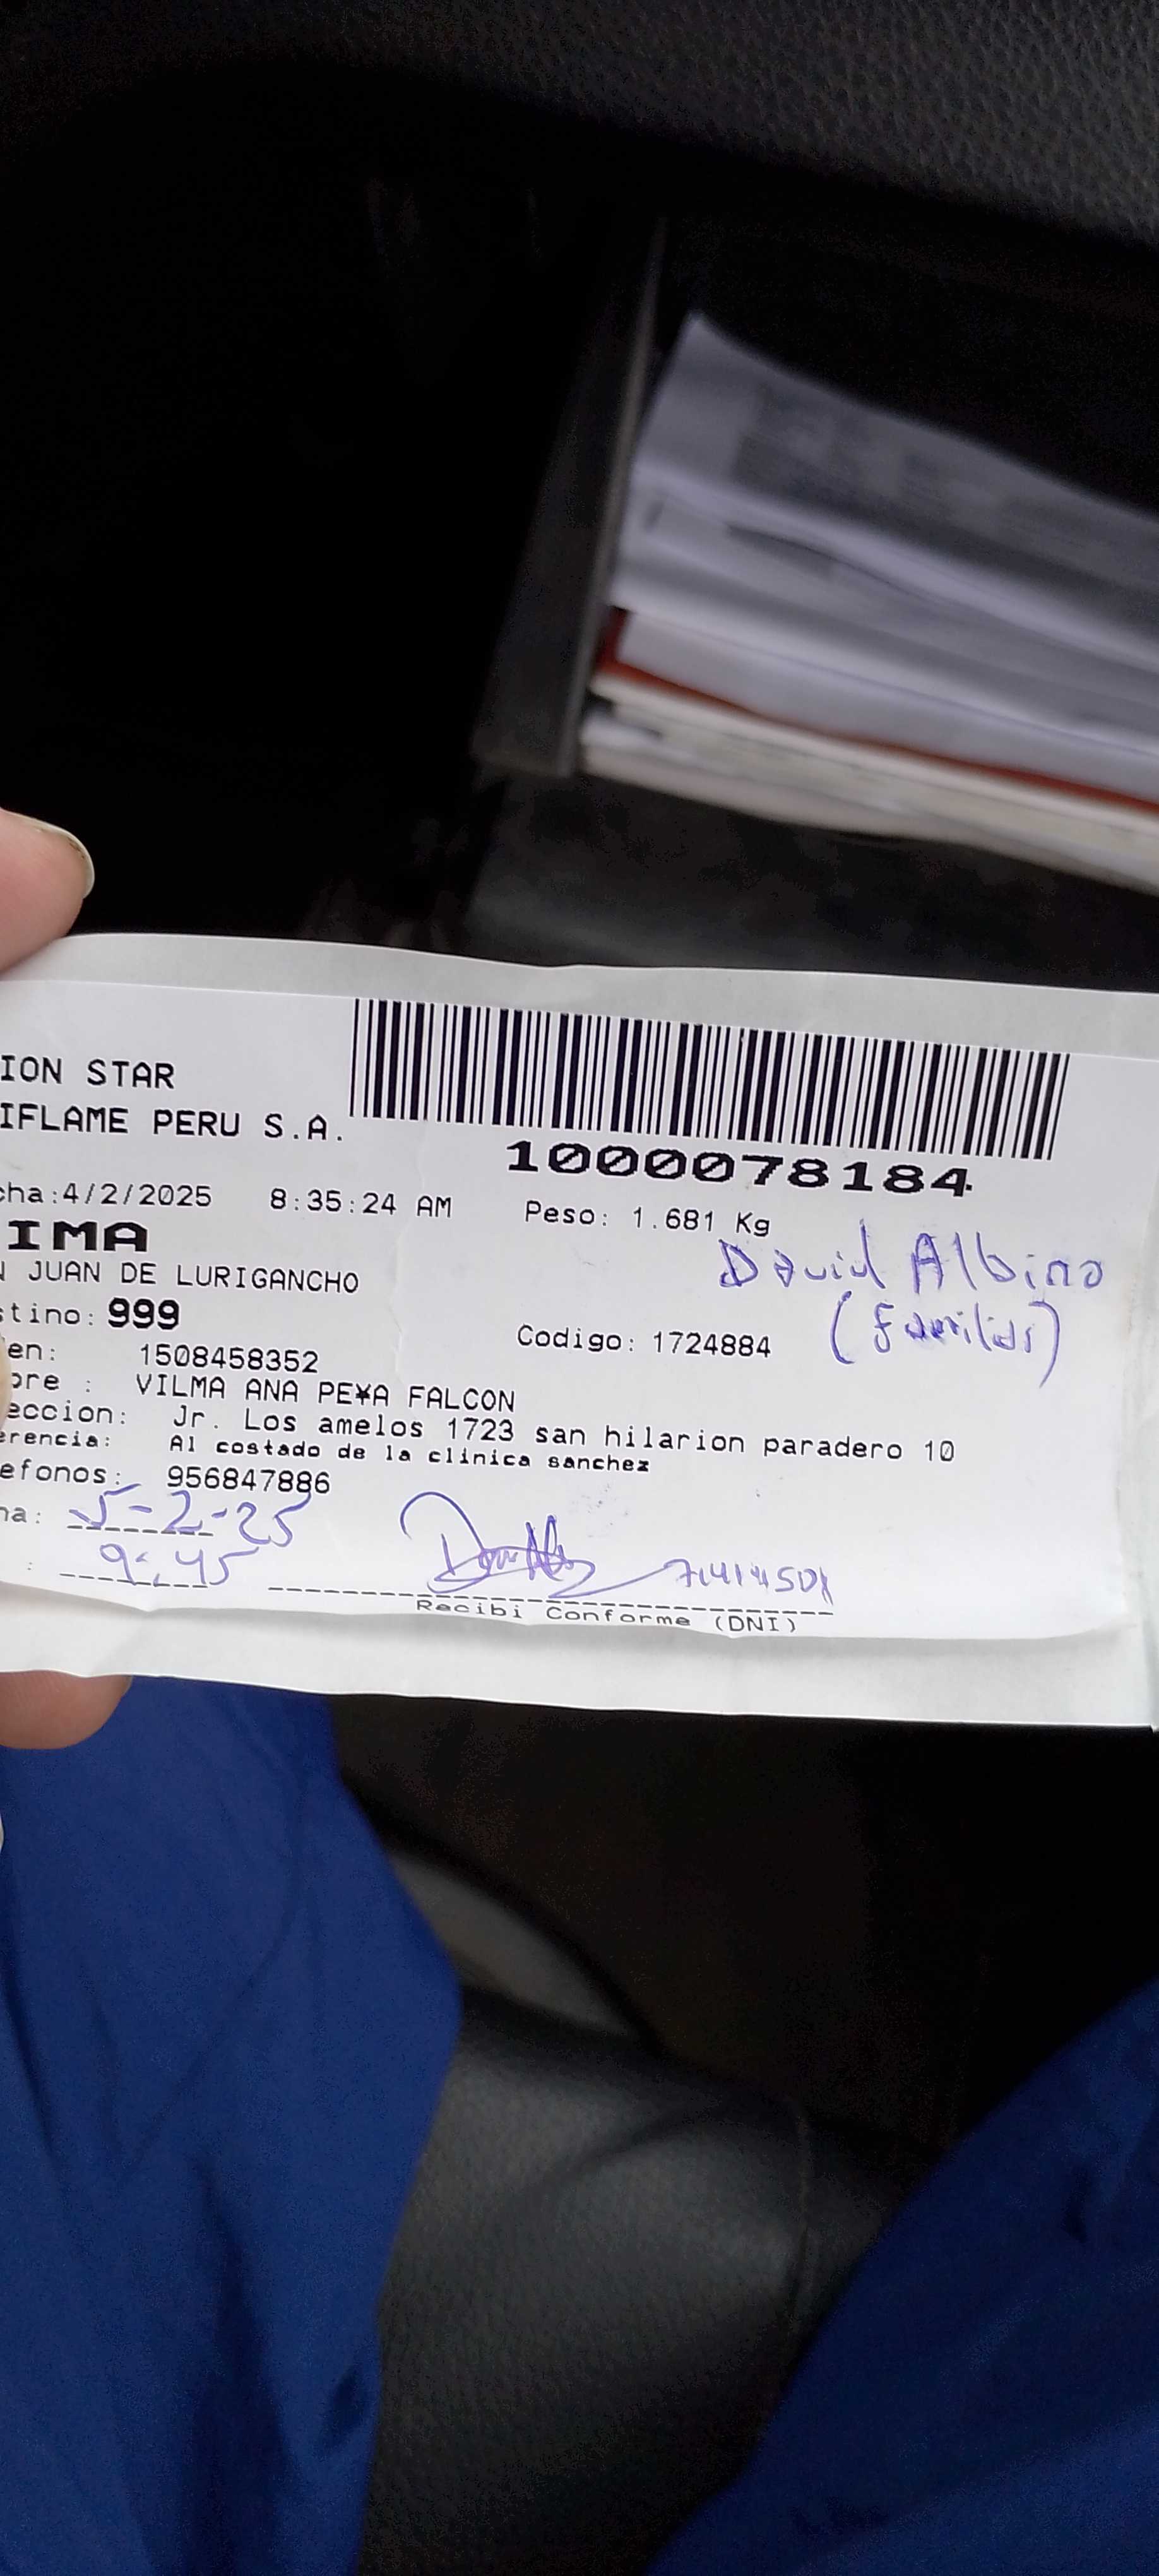 ION STAR
IFLAME PERU S.A.
1000078184
cha:4/2/2025 8:35:24 AM Peso: 1.681 Kg
IMA
David Albino
JUAN DE LURIGANCHO
stino: 999
(familiar)
en: 1508458352 Codigo: 1724884
bre : VILMA ANA PE¥A FALCON
eccion: Jr. Los amelos 1723 san hilarion paradero 10
erencia: Al costado de la clinica sanchez
efonos: 956847886
ha: 5-2-25
: 9:45
Recibi Conforme (DNI)